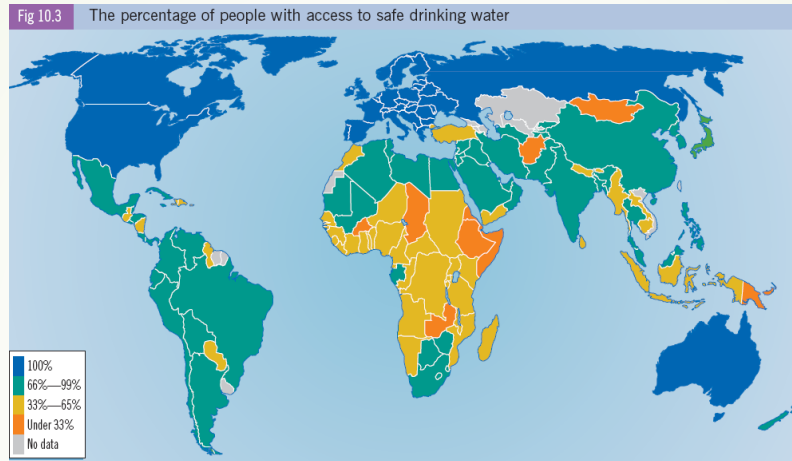 Fig 10.3 The percentage of people with access to safe drinking water
100%
66%—99%
33%—65%
Under 33%
No data